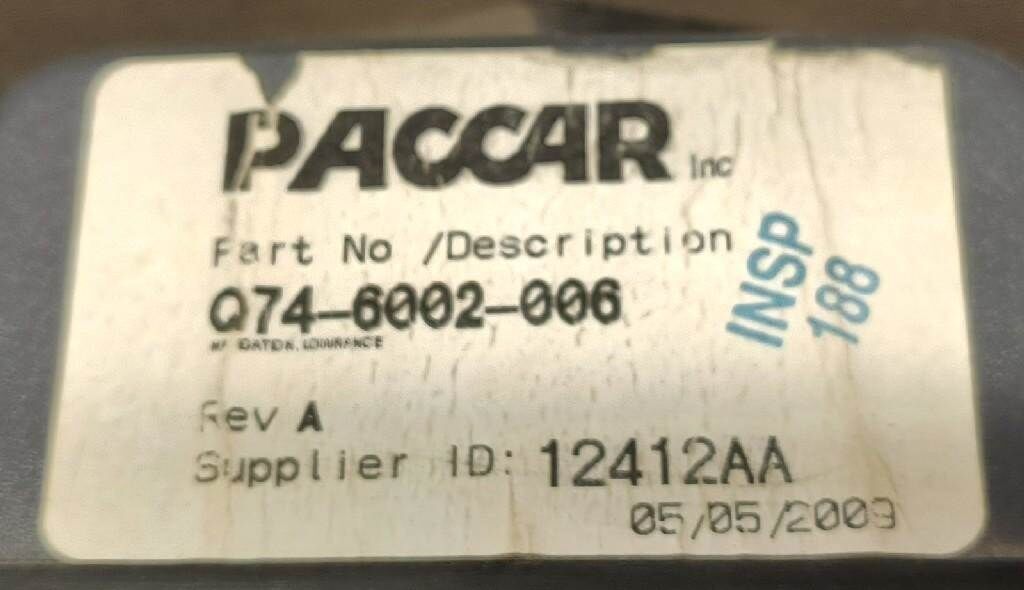 PACCAR Inc
Part No /Description
Q74-6002-006
Rev A
Supplier ID: 12412AA
05/05/2009
INSP
188